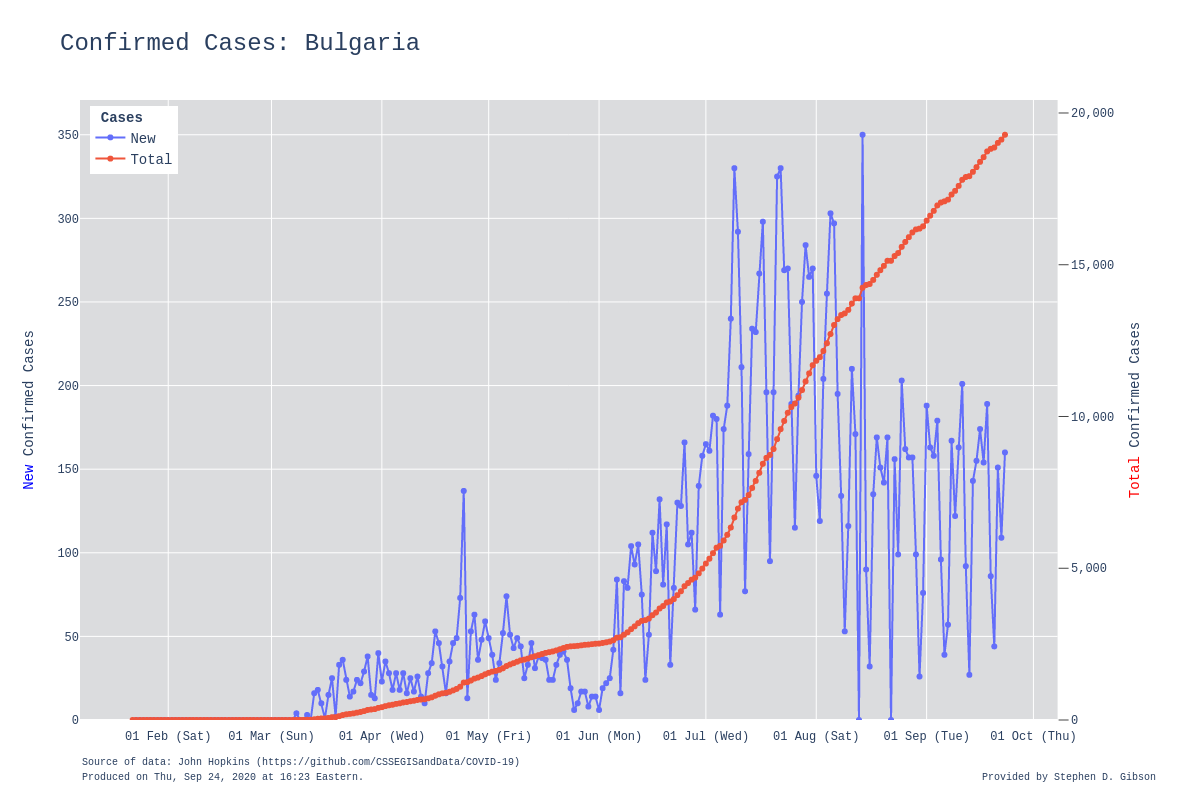 Confirmed Cases: Bulgaria
Cases
New
Total
350
300
250
200
150
100
50
0
20,000
15,000
10,000
5,000
0
New Confirmed Cases
Total Confirmed Cases
01 Feb (Sat)
01 Mar (Sun)
01 Apr (Wed)
01 May (Fri)
01 Jun (Mon)
01 Jul (Wed)
01 Aug (Sat)
01 Sep (Tue)
01 Oct (Thu)
Source of data: John Hopkins (https://github.com/CSSEGISandData/COVID-19)
Produced on Thu, Sep 24, 2020 at 16:23 Eastern.
Provided by Stephen D. Gibson